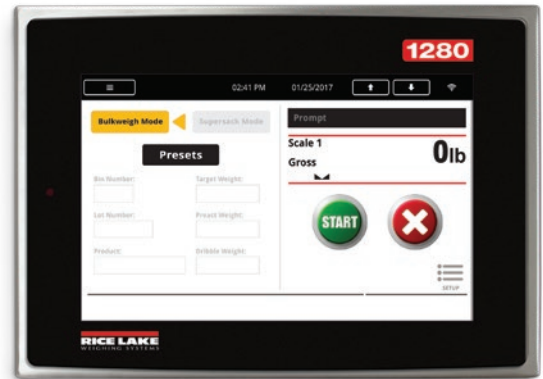 1280
02:41 PM 01/25/2017
Bulkweigh Mode Supersack Mode
Presets
Bin Number: Target Weight:
Lot Number: Preact Weight:
Product: Dribble Weight:
Prompt
Scale 1
Gross
0lb
START
SETUP
RICE LAKE
WEIGHING SYSTEMS